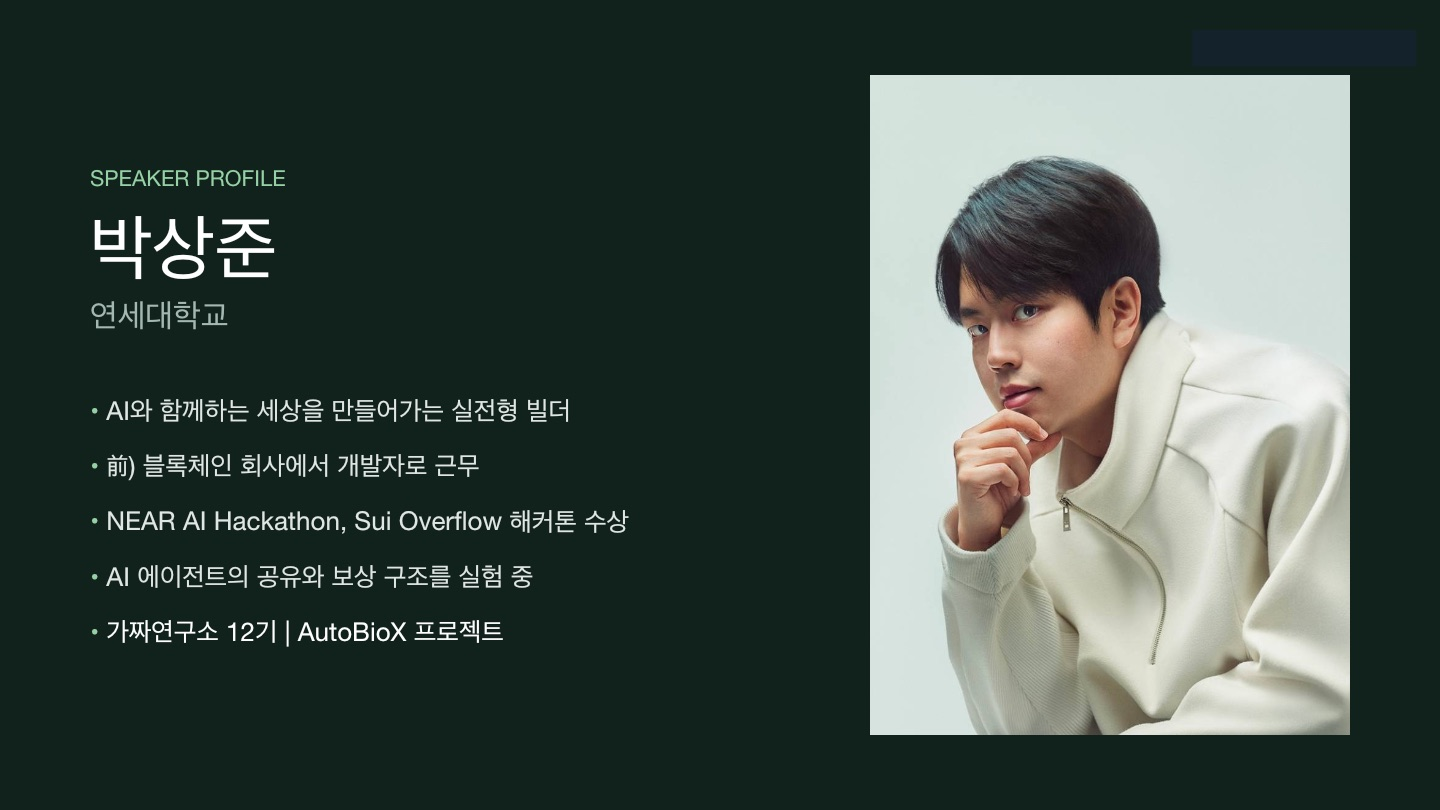 SPEAKER PROFILE
박상준
연세대학교
• AI와 함께하는 세상을 만들어가는 실전형 빌더
• 前) 블록체인 회사에서 개발자로 근무
• NEAR AI Hackathon, Sui Overflow 해커톤 수상
• AI 에이전트의 공유와 보상 구조를 실험 중
• 가짜연구소 12기 | AutoBioX 프로젝트